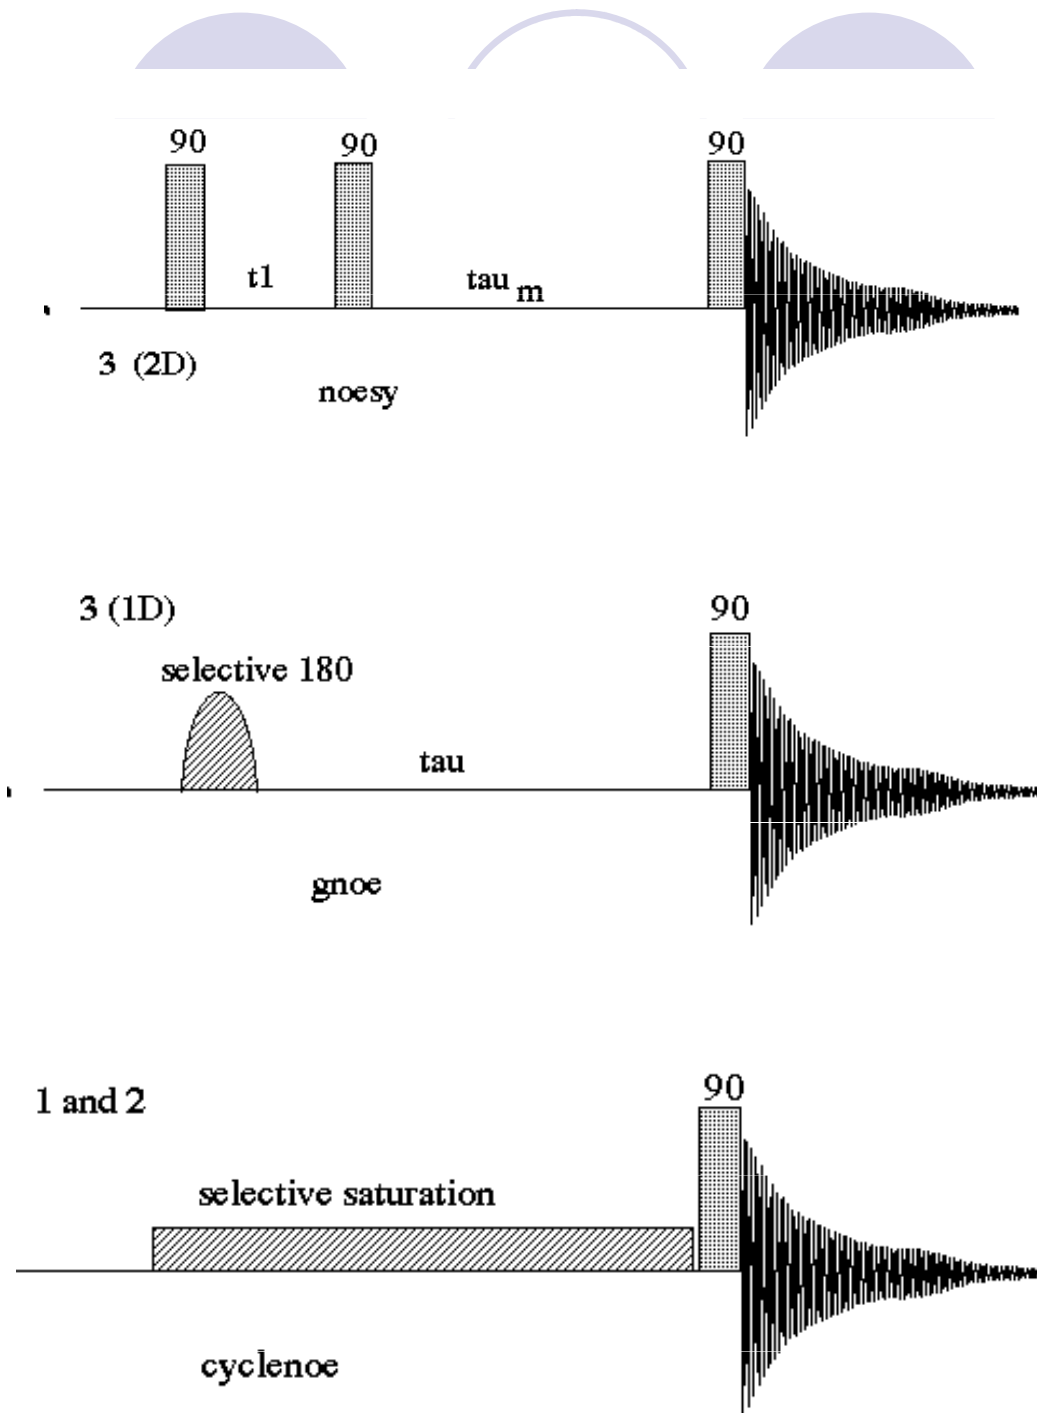 90 90 90
t1 tau m
3 (2D)
noesy
3 (1D) 90
selective 180
tau
gnoe
90
1 and 2
selective saturation
cyclenoe